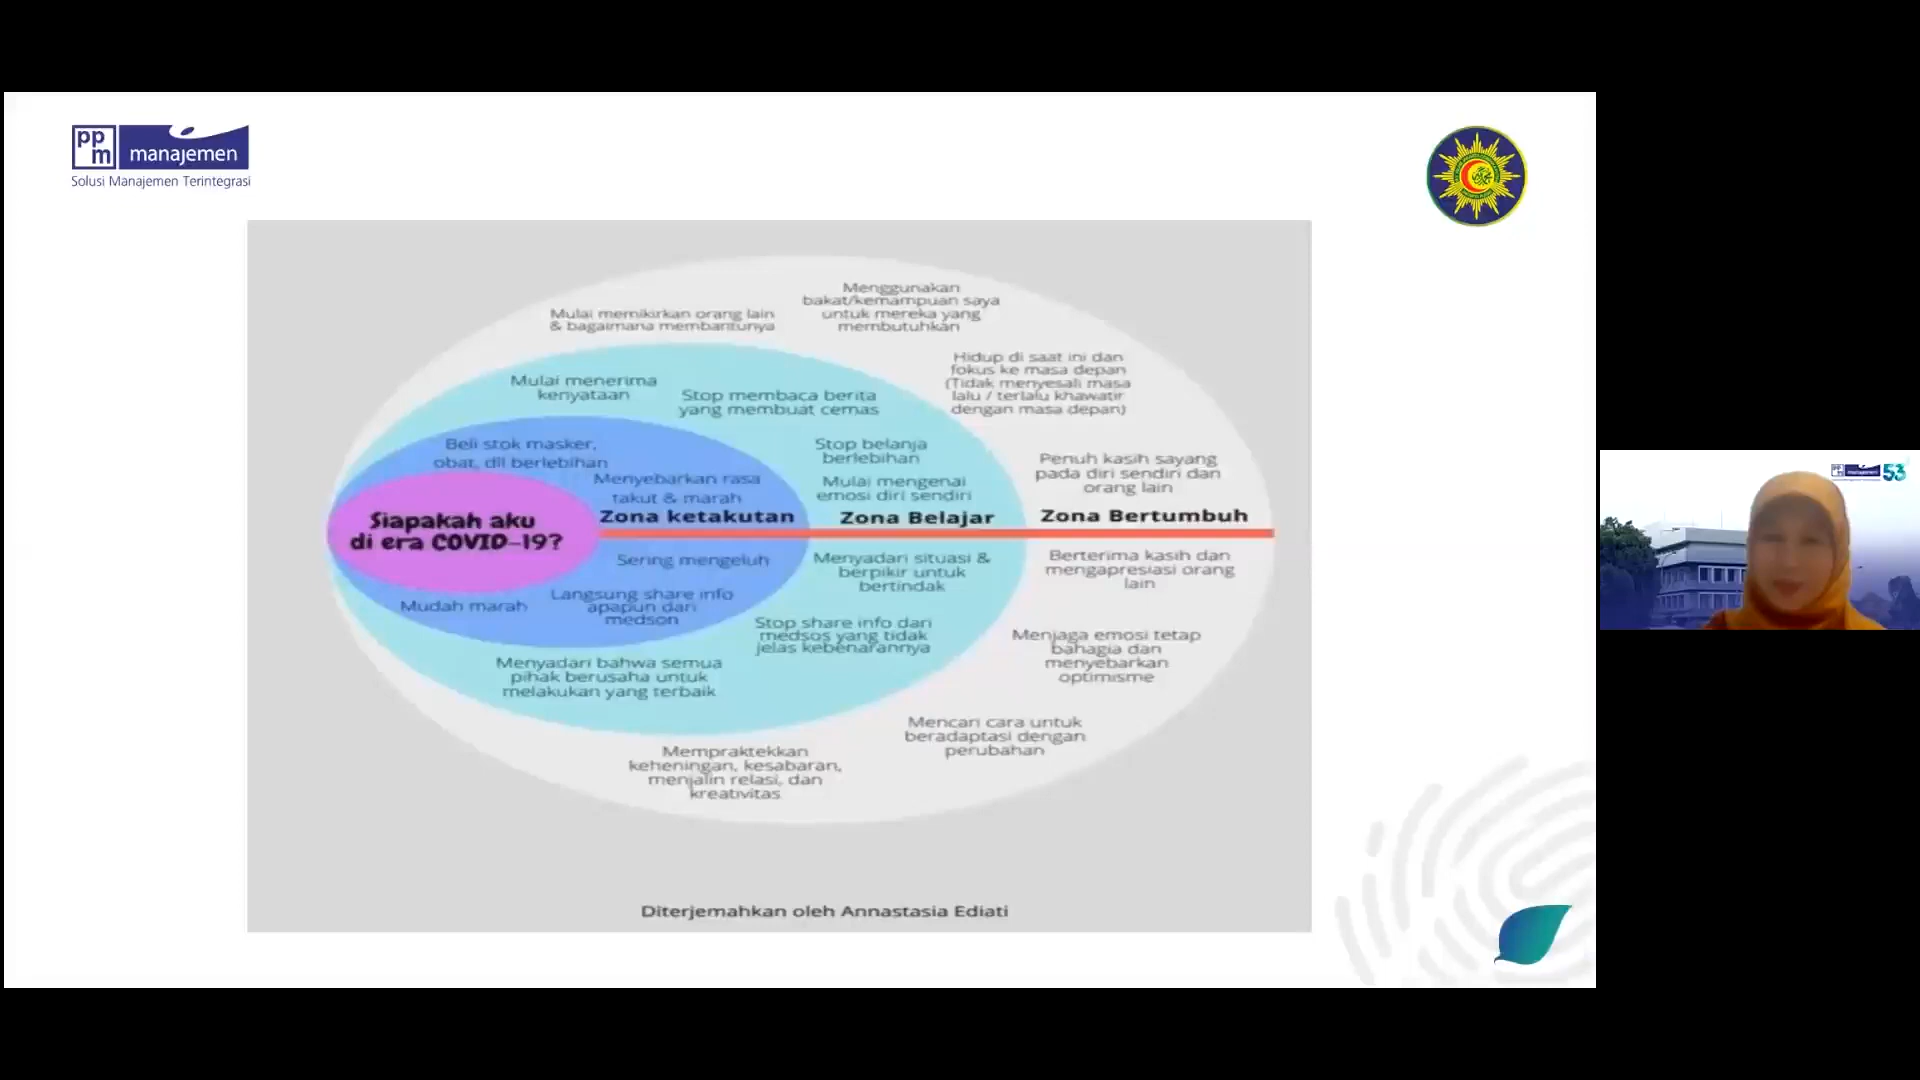 pp
m
manajemen
Solusi Manajemen Terintegrasi
Menggunakan
bakat/kemampuan saya
untuk mereka yang
membutuhkan
Mulai memikirkan orang lain
& bagaimana membantunya
Hidup di saat ini dan
fokus ke masa depan
(Tidak menyesali masa
lalu / terlalu khawatir
dengan masa depan)
Mulai menerima
kenyataan
Stop membaca berita
yang membuat cemas
Beli stok masker,
obat, dll berlebihan
Stop belanja
berlebihan
Penuh kasih sayang
pada diri sendiri dan
orang lain
Menyebarkan rasa
takut & marah
Mulai mengenai
emosi diri sendiri
Siapakah aku
di era COVID-19?
Zona ketakutan
Zona Belajar
Zona Bertumbuh
Sering mengeluh
Menyadari situasi &
berpikir untuk
bertindak
Berterima kasih dan
mengapresiasi orang
lain
Mudah marah
Langsung share info
apapun dari
medson
Stop share info dari
medsos yang tidak
jelas kebenarannya
Menjaga emosi tetap
bahagia dan
menyebarkan
optimisme
Menyadari bahwa semua
pihak berusaha untuk
melakukan yang terbaik
Mencari cara untuk
beradaptasi dengan
perubahan
Mempraktekkan
keheningan, kesabaran,
menjalin relasi, dan
kreativitas
Diterjemahkan oleh Annastasia Ediati
53